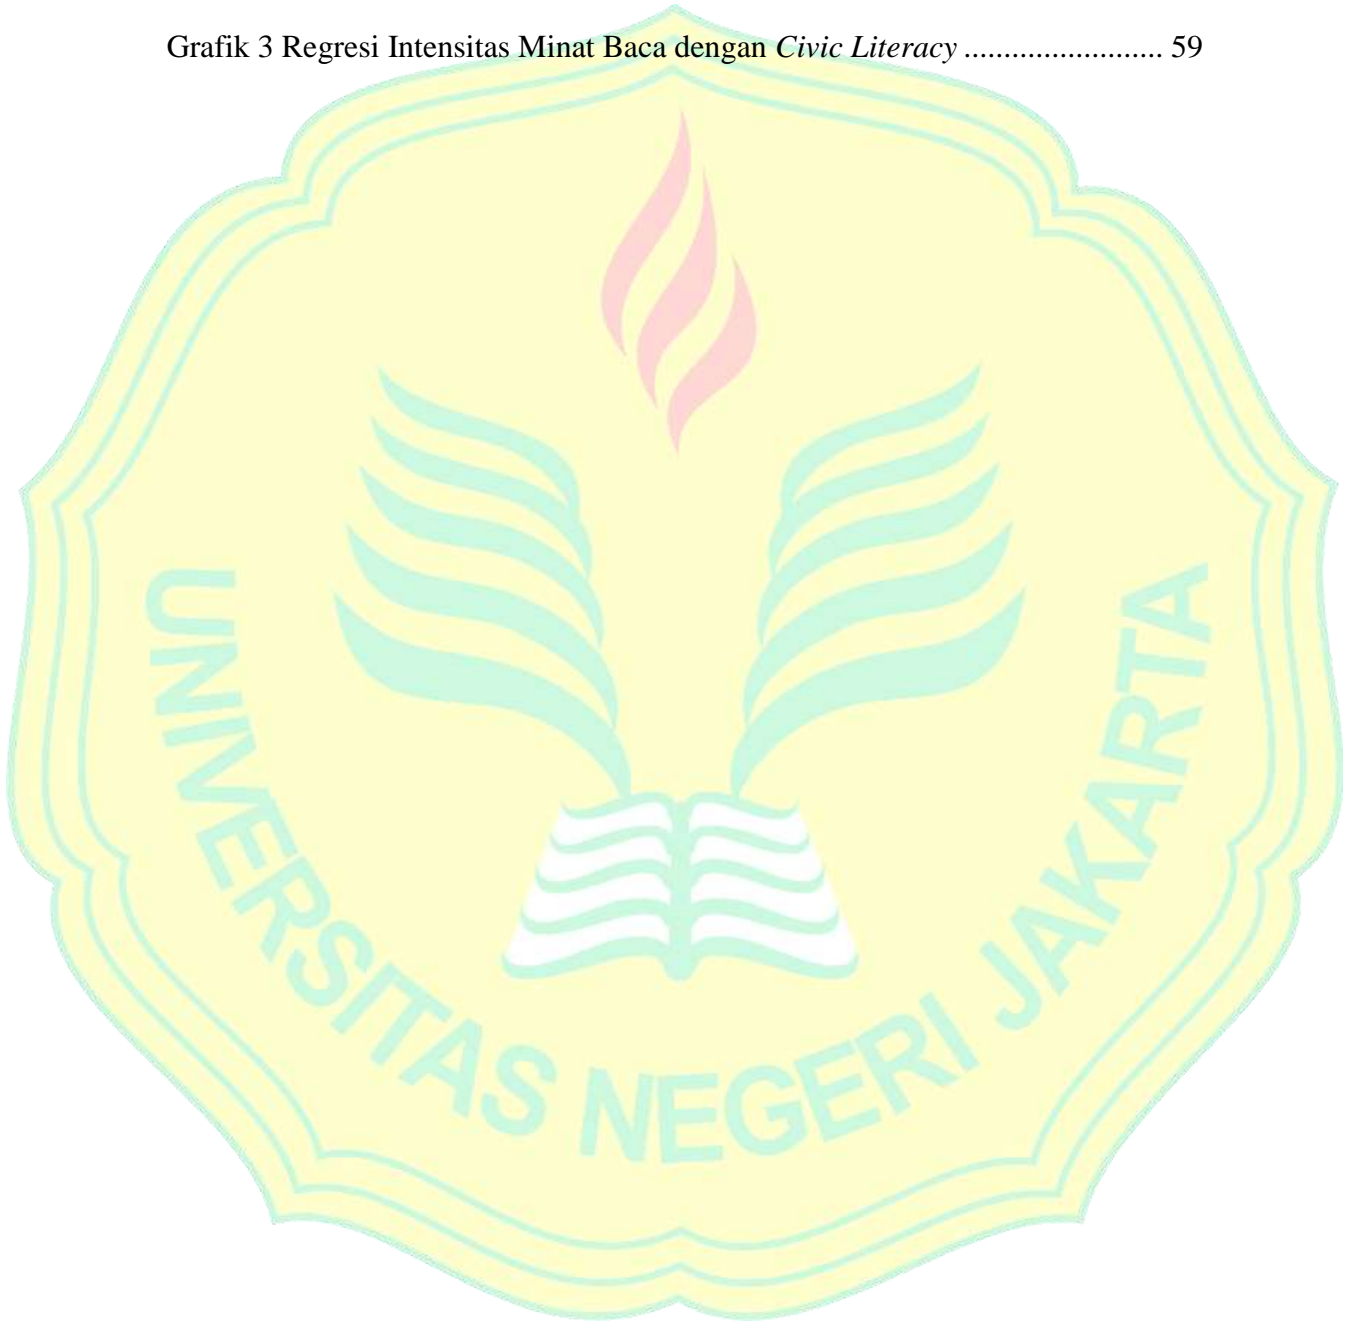 Grafik 3 Regresi Intensitas Minat Baca dengan Civic Literacy ......................... 59
UNIVERSITAS NEGERI JAKARTA